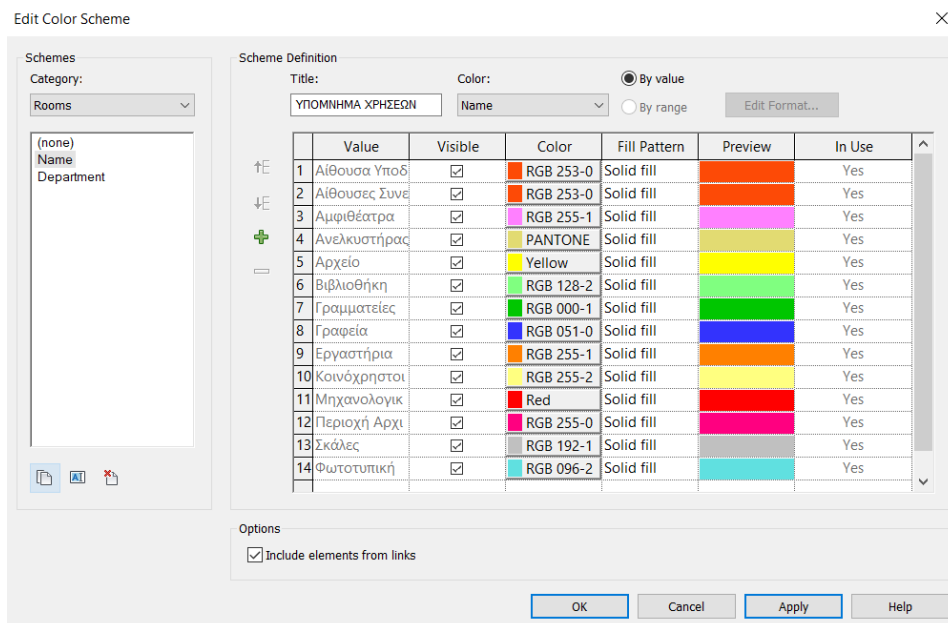 Edit Color Scheme
Schemes
Category:
Rooms
(none)
Name
Department
Scheme Definition
Title: Color:
ΥΠΟΜΝΗΜΑ ΧΡΗΣΕΩΝ Name
By value
By range Edit Format...
Value Visible Color Fill Pattern Preview In Use
1 Αίθουσα Υποδ RGB 253-0 Solid fill Yes
2 Αίθουσες Συνε RGB 253-0 Solid fill Yes
3 Αμφιθέατρα RGB 255-1 Solid fill Yes
4 Ανελκυστήρας PANTONE Solid fill Yes
5 Αρχείο Yellow Solid fill Yes
6 Βιβλιοθήκη RGB 128-2 Solid fill Yes
7 Γραμματείες RGB 000-1 Solid fill Yes
8 Γραφεία RGB 051-0 Solid fill Yes
9 Εργαστήρια RGB 255-1 Solid fill Yes
10 Κοινόχρηστοι RGB 255-2 Solid fill Yes
11 Μηχανολογικ Red Solid fill Yes
12 Περιοχή Αρχι RGB 255-0 Solid fill Yes
13 Σκάλες RGB 192-1 Solid fill Yes
14 Φωτοτυπική RGB 096-2 Solid fill Yes
Options
Include elements from links
OK Cancel Apply Help